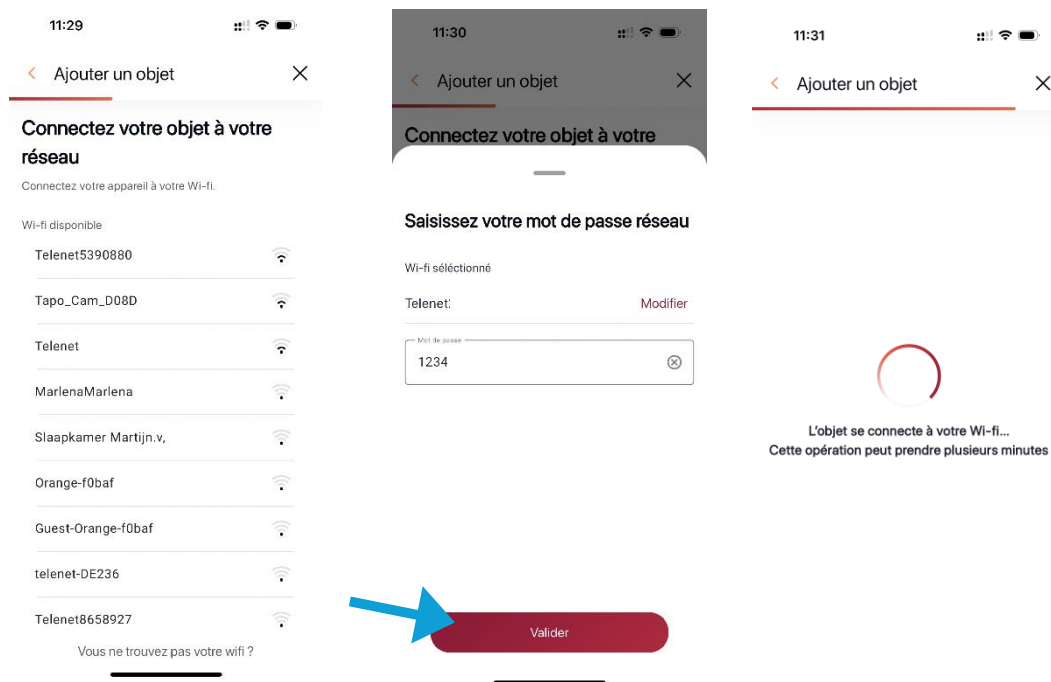 11:29
Ajouter un objet
Connectez votre objet à votre
réseau
Connectez votre appareil à votre Wi-fi.
Wi-fi disponible
Telenet5390880
Tapo_Cam_D08D
Telenet
MarlenaMarlena
Slaapkamer Martijn.v,
Orange-f0baf
Guest-Orange-f0baf
telenet-DE236
Telenet8658927
Vous ne trouvez pas votre wifi ?
11:30
Ajouter un objet
Connectez votre objet à votre
Saisissez votre mot de passe réseau
Wi-fi séléctionné
Telenet:
Modifier
Mot de passe
1234
Valider
11:31
Ajouter un objet
L'objet se connecte à votre Wi-fi...
Cette opération peut prendre plusieurs minutes